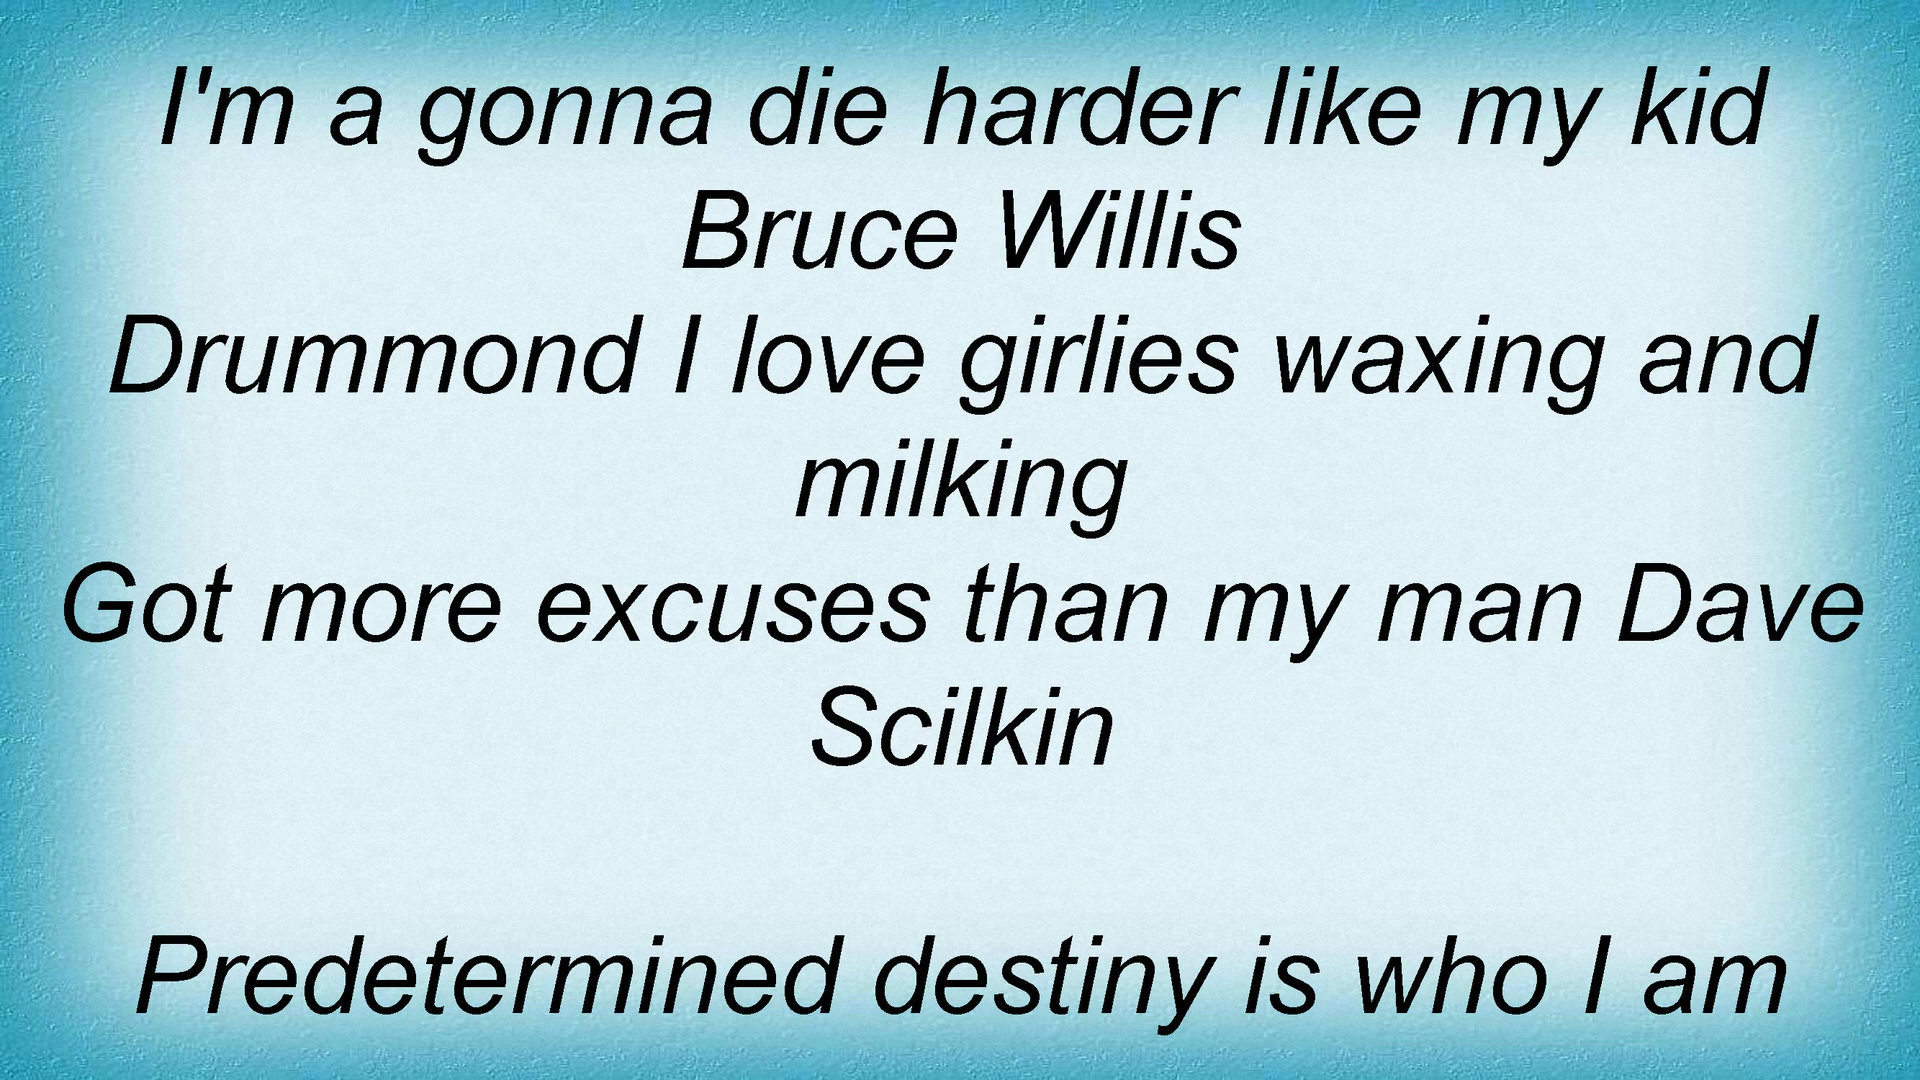 I'm a gonna die harder like my kid
Bruce Willis
Drummond I love girlies waxing and
milking
Got more excuses than my man Dave
Scilkin
Predetermined destiny is who I am